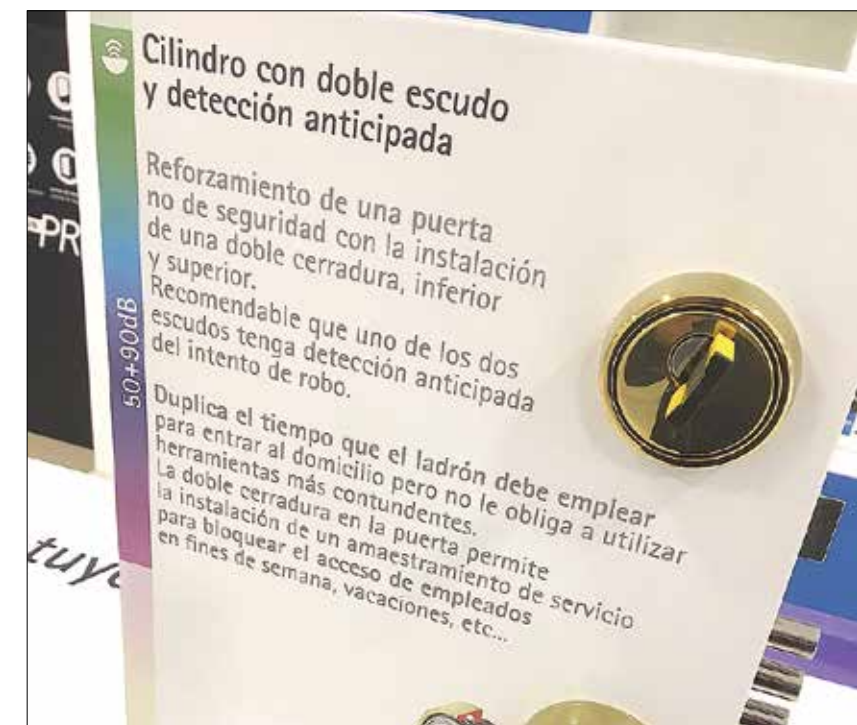 Cilindro con doble escudo
y detección anticipada
Reforzamiento de una puerta
no de seguridad con la instalación
de una doble cerradura, inferior
y superior.
Recomendable que uno de los dos
escudos tenga detección anticipada
del intento de robo.
Duplica el tiempo que el ladrón debe emplear
para entrar al domicilio pero no le obliga a utilizar
herramientas más contundentes.
La doble cerradura en la puerta permite
la instalación de un amaestramiento de servicio
para bloquear el acceso de empleados
en fines de semana, vacaciones, etc...
50+90dB
PR